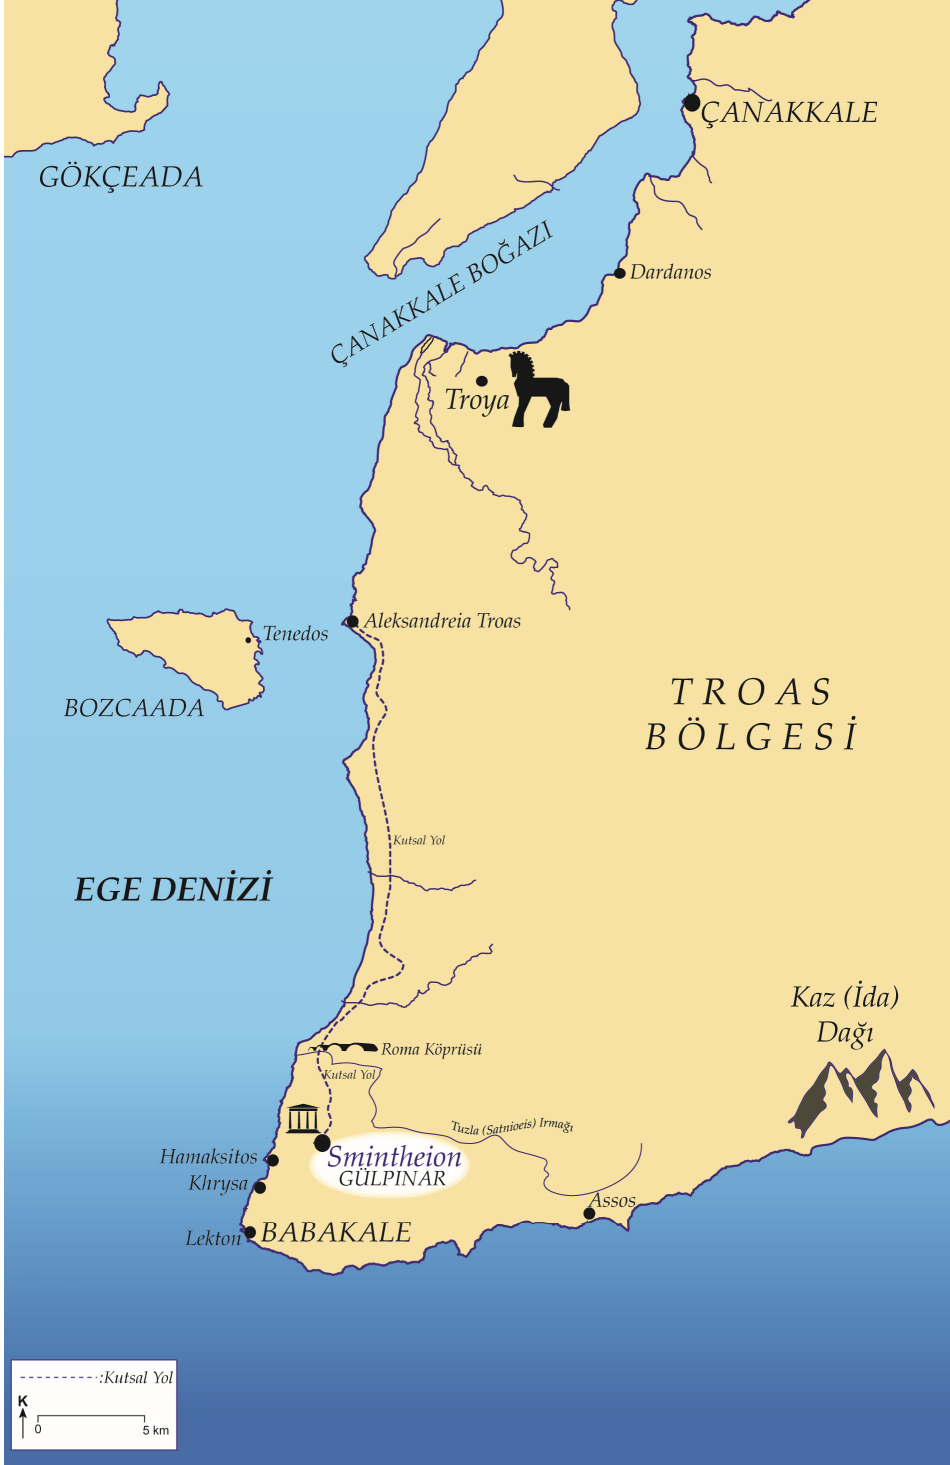 ÇANAKKALE
GÖKÇEADA
ÇANAKKALE BOĞAZI
Dardanos
Troya
Aleksandreia Troas
Tenedos
BOZCAADA
TROAS
BÖLGESİ
Kutsal Yol
EGE DENİZİ
Kaz (İda)
Dağı
Roma Köprüsü
Kutsal Yol
Tuzla (Satnioeis) Irmağı
Hamaksitos
Smintheion
GÜLPINAR
Khrysa
Assos
Lekton
BABAKALE
:Kutsal Yol
K
0 5 km